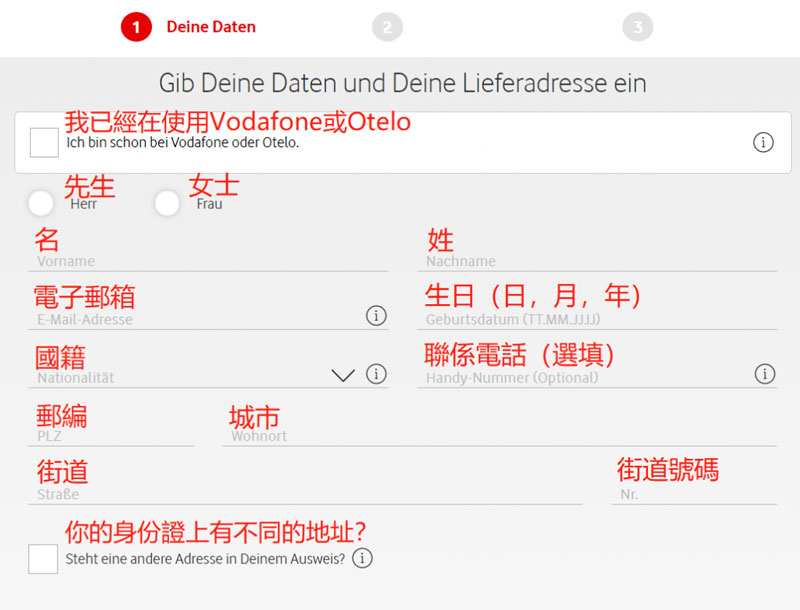 1 Deine Daten 2 3
Gib Deine Daten und Deine Lieferadresse ein
我已經在使用Vodafone或Otelo
Ich bin schon bei Vodafone oder Otelo.
先生 女士
Herr Frau
名 姓
Vorname Nachname
電子郵箱 生日（日，月，年）
E-Mail-Adresse Geburtsdatum (TT.MM.JJJJ)
國籍 聯係電話（選填）
Nationalität Handy-Nummer (Optional)
郵編 城市
PLZ Wohnort
街道 街道號碼
Straße Nr.
你的身份證上有不同的地址？
Steht eine andere Adresse in Deinem Ausweis?